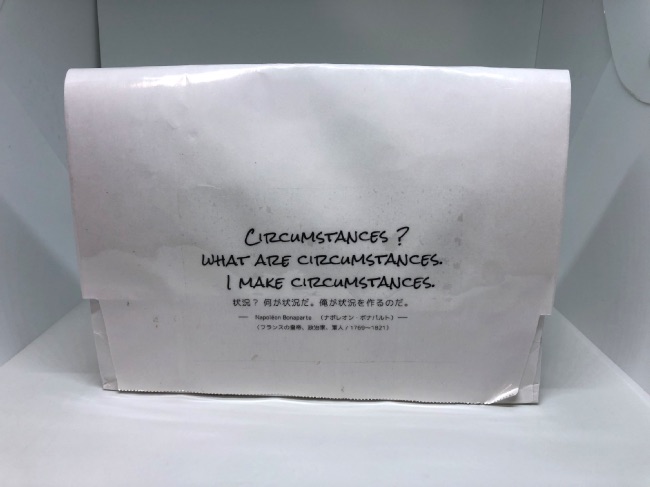 CIRCUMSTANCES ?
WHAT ARE CIRCUMSTANCES.
I MAKE CIRCUMSTANCES.
状況？ 何が状況だ。俺が状況を作るのだ。
── Napoléon Bonaparte （ナポレオン・ボナパルト）──
（フランスの皇帝、政治家、軍人 / 1769〜1821）